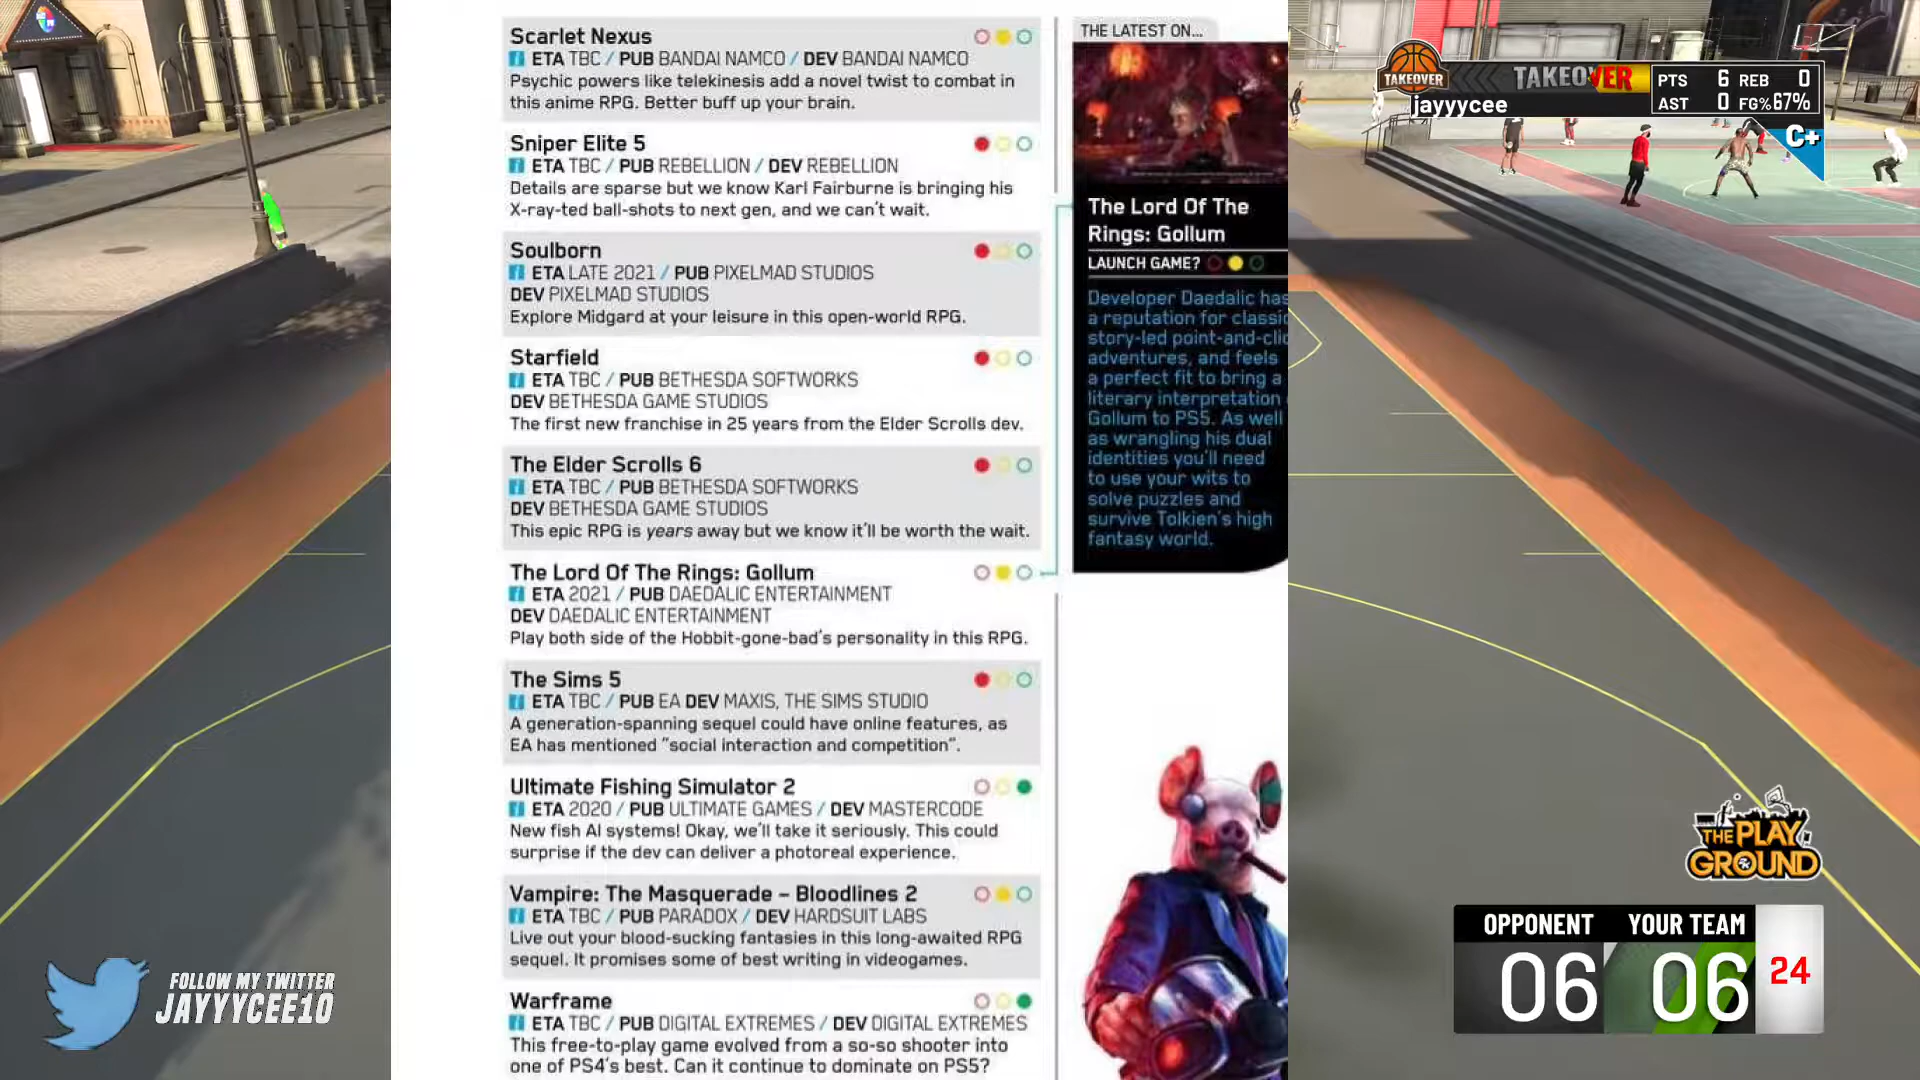 Scarlet Nexus
ETA TBC / PUB BANDAI NAMCO / DEV BANDAI NAMCO
Psychic powers like telekinesis add a novel twist to combat in
this anime RPG. Better buff up your brain.
Sniper Elite 5
ETA TBC / PUB REBELLION / DEV REBELLION
Details are sparse but we know Karl Fairburne is bringing his
X-ray-ted ball-shots to next gen, and we can't wait.
Soulborn
ETA LATE 2021 / PUB PIXELMAD STUDIOS
DEV PIXELMAD STUDIOS
Explore Midgard at your leisure in this open-world RPG.
Starfield
ETA TBC / PUB BETHESDA SOFTWORKS
DEV BETHESDA GAME STUDIOS
The first new franchise in 25 years from the Elder Scrolls dev.
The Elder Scrolls 6
ETA TBC / PUB BETHESDA SOFTWORKS
DEV BETHESDA GAME STUDIOS
This epic RPG is years away but we know it'll be worth the wait.
The Lord Of The Rings: Gollum
ETA 2021 / PUB DAEDALIC ENTERTAINMENT
DEV DAEDALIC ENTERTAINMENT
Play both side of the Hobbit-gone-bad's personality in this RPG.
The Sims 5
ETA TBC / PUB EA DEV MAXIS, THE SIMS STUDIO
A generation-spanning sequel could have online features, as
EA has mentioned "social interaction and competition".
Ultimate Fishing Simulator 2
ETA 2020 / PUB ULTIMATE GAMES / DEV MASTERCODE
New fish AI systems! Okay, we'll take it seriously. This could
surprise if the dev can deliver a photoreal experience.
Vampire: The Masquerade – Bloodlines 2
ETA TBC / PUB PARADOX / DEV HARDSUIT LABS
Live out your blood-sucking fantasies in this long-awaited RPG
sequel. It promises some of best writing in videogames.
Warframe
ETA TBC / PUB DIGITAL EXTREMES / DEV DIGITAL EXTREMES
This free-to-play game evolved from a so-so shooter into
one of PS4's best. Can it continue to dominate on PS5?
THE LATEST ON...
The Lord Of The
Rings: Gollum
LAUNCH GAME?
Developer Daedalic has
a reputation for classic
story-led point-and-clic
adventures, and feels
a perfect fit to bring a
literary interpretation
Gollum to PS5. As well
as wrangling his dual
identities you'll need
to use your wits to
solve puzzles and
survive Tolkien's high
fantasy world.
TAKEOVER
TAKEOVER
jayyycee
PTS 6 REB 0
AST 0 FG% 67%
C+
THE PLAY
GROUND
OPPONENT YOUR TEAM
06 06 24
FOLLOW MY TWITTER
JAYYYCEE10